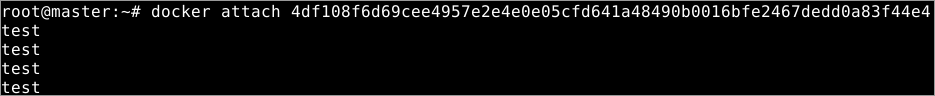 root@master:~# docker attach 4df108f6d69cee4957e2e4e0e05cfd641a48490b0016bfe2467dedd0a83f44e4
test
test
test
test